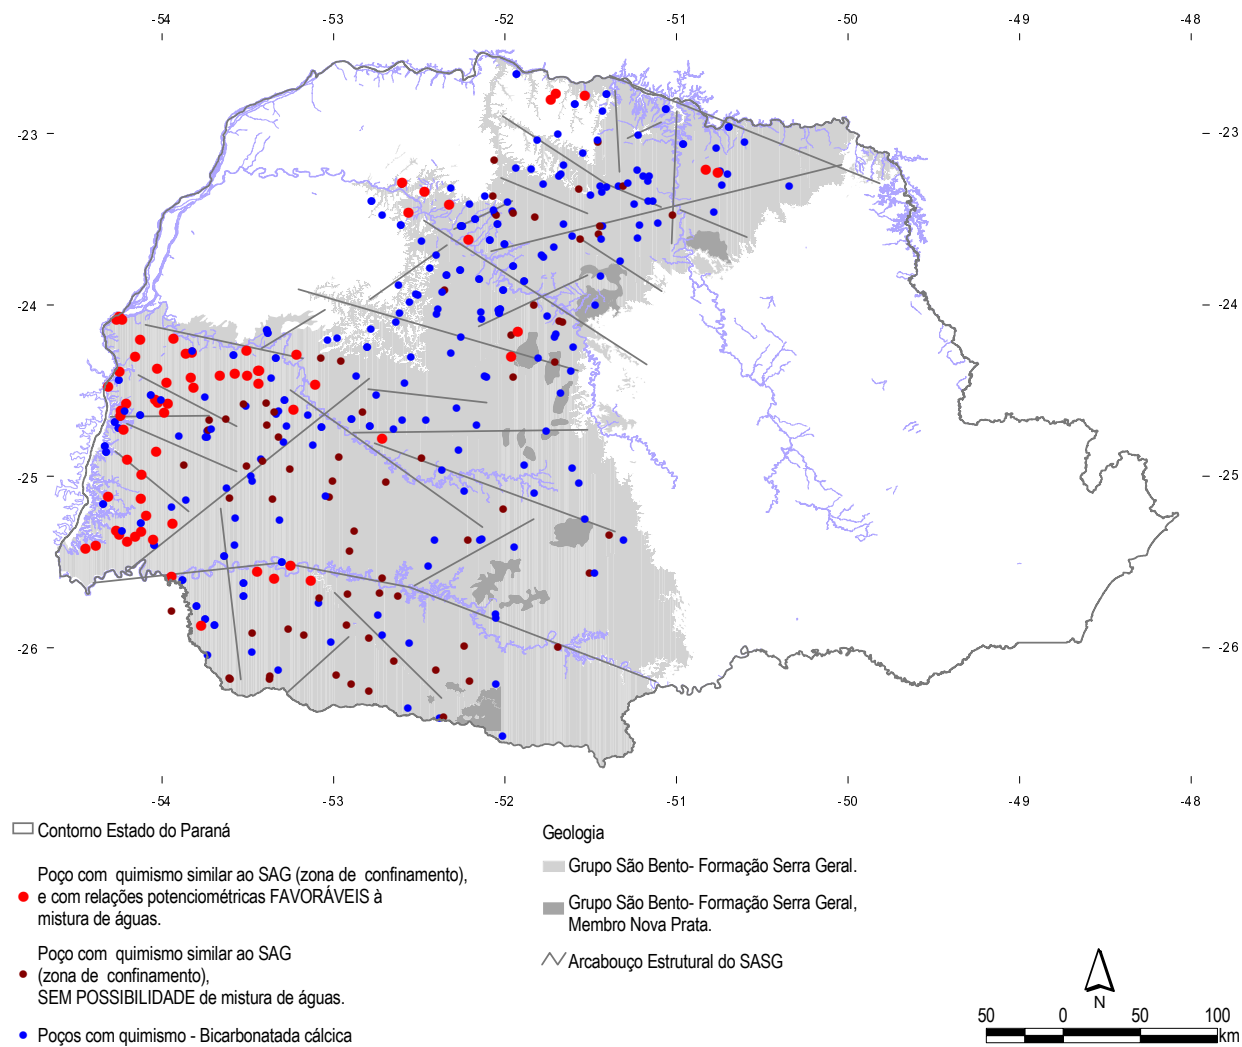 -54 -53 -52 -51 -50 -49 -48
-23 -23
-24 -24
-25 -25
-26 -26
-54 -53 -52 -51 -50 -49 -48
Contorno Estado do Paraná
Poço com quimismo similar ao SAG (zona de confinamento),
e com relações potenciométricas FAVORÁVEIS à
mistura de águas.
Poço com quimismo similar ao SAG
(zona de confinamento),
SEM POSSIBILIDADE de mistura de águas.
Poços com quimismo - Bicarbonatada cálcica
Geologia
Grupo São Bento- Formação Serra Geral.
Grupo São Bento- Formação Serra Geral,
Membro Nova Prata.
Arcabouço Estrutural do SASG
N
50 0 50 100
km